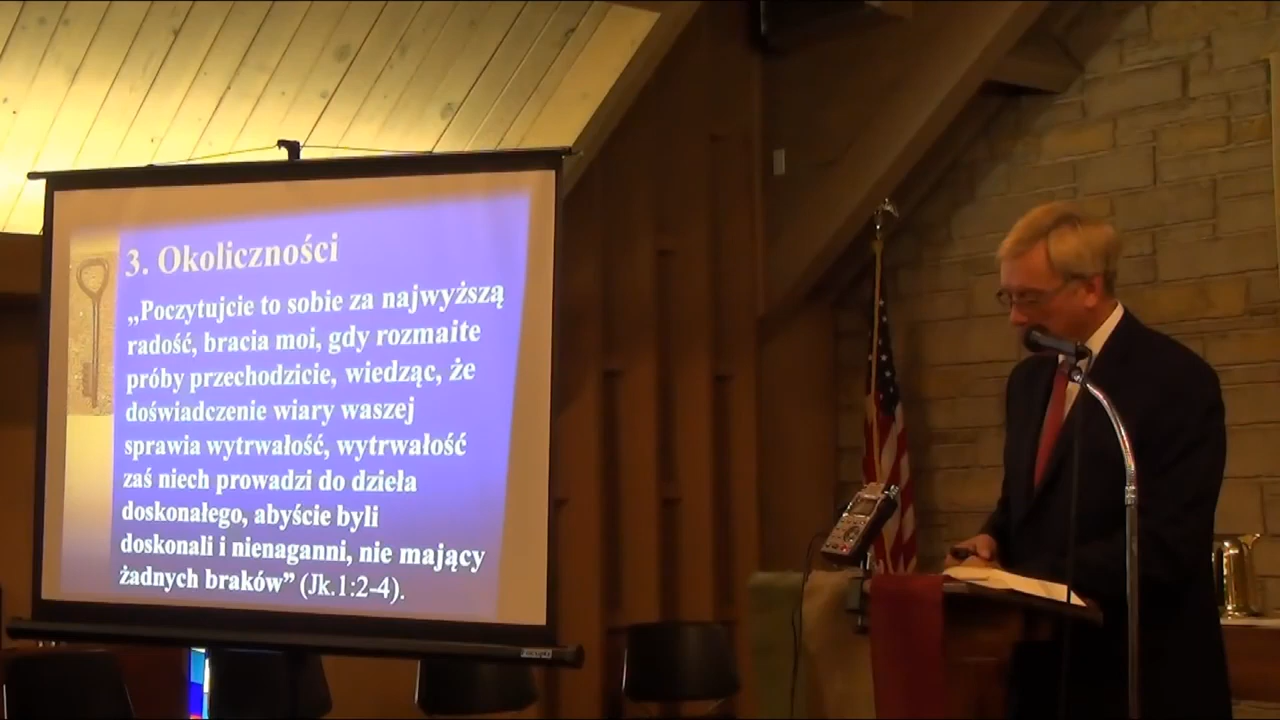 3. Okoliczności
„Poczytujcie to sobie za najwyższą
radość, bracia moi, gdy rozmaite
próby przechodzicie, wiedząc, że
doświadczenie wiary waszej
sprawia wytrwałość, wytrwałość
zaś niech prowadzi do dzieła
doskonałego, abyście byli
doskonali i nienaganni, nie mający
żadnych braków” (Jk.1:2-4).